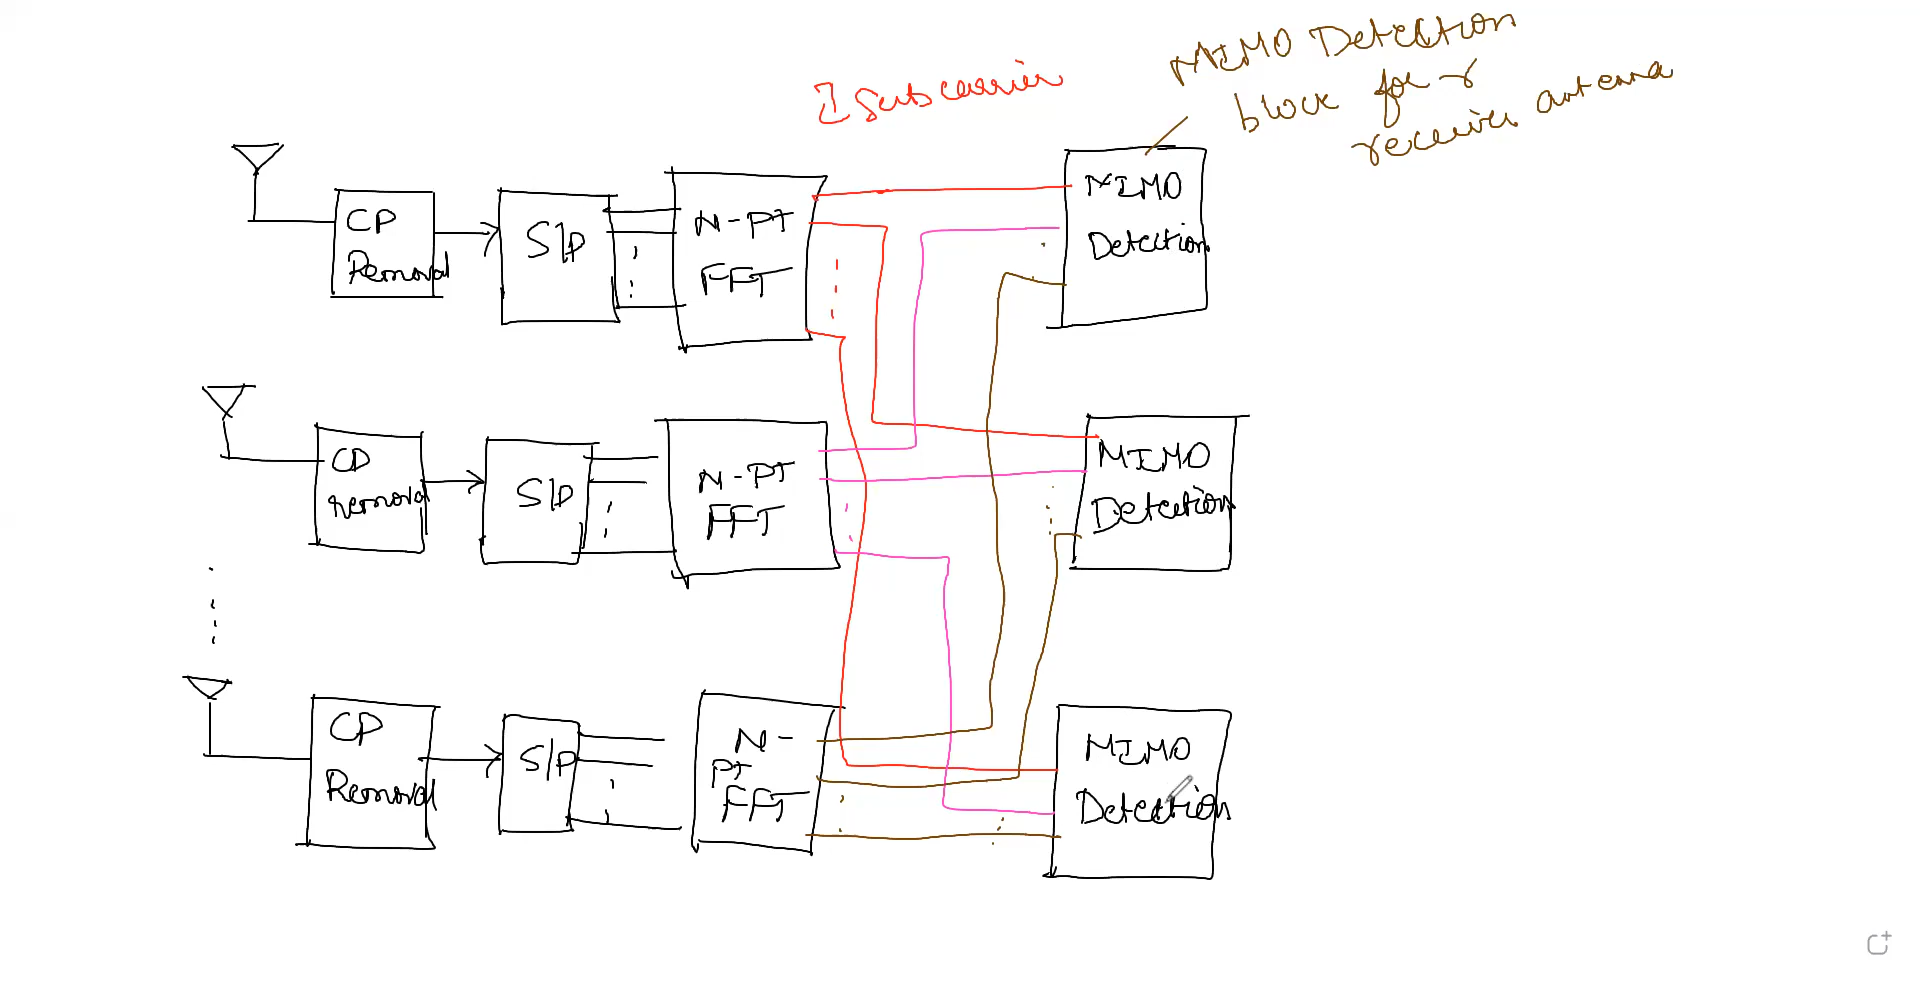 MIMO Detection
block for r
receiver antenna
subcarrier
CP
Removal
S/P
N-PT
FFT
MIMO
Detection
CP
Removal
S/P
N-PT
FFT
MIMO
Detection
CP
Removal
S/P
N-
PT
FFT
MIMO
Detection